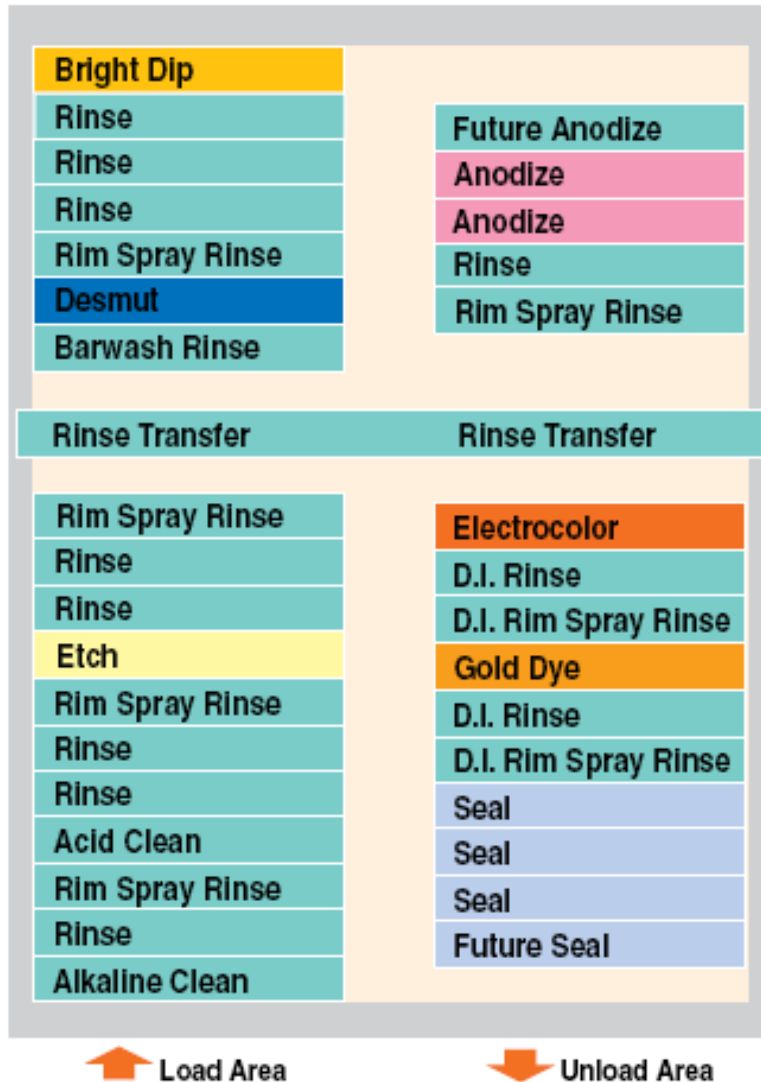 Bright Dip
Rinse
Rinse
Rinse
Rim Spray Rinse
Desmut
Barwash Rinse
Future Anodize
Anodize
Anodize
Rinse
Rim Spray Rinse
Rinse Transfer
Rinse Transfer
Rim Spray Rinse
Rinse
Rinse
Etch
Rim Spray Rinse
Rinse
Rinse
Acid Clean
Rim Spray Rinse
Rinse
Alkaline Clean
Electrocolor
D.I. Rinse
D.I. Rim Spray Rinse
Gold Dye
D.I. Rinse
D.I. Rim Spray Rinse
Seal
Seal
Seal
Future Seal
Load Area
Unload Area